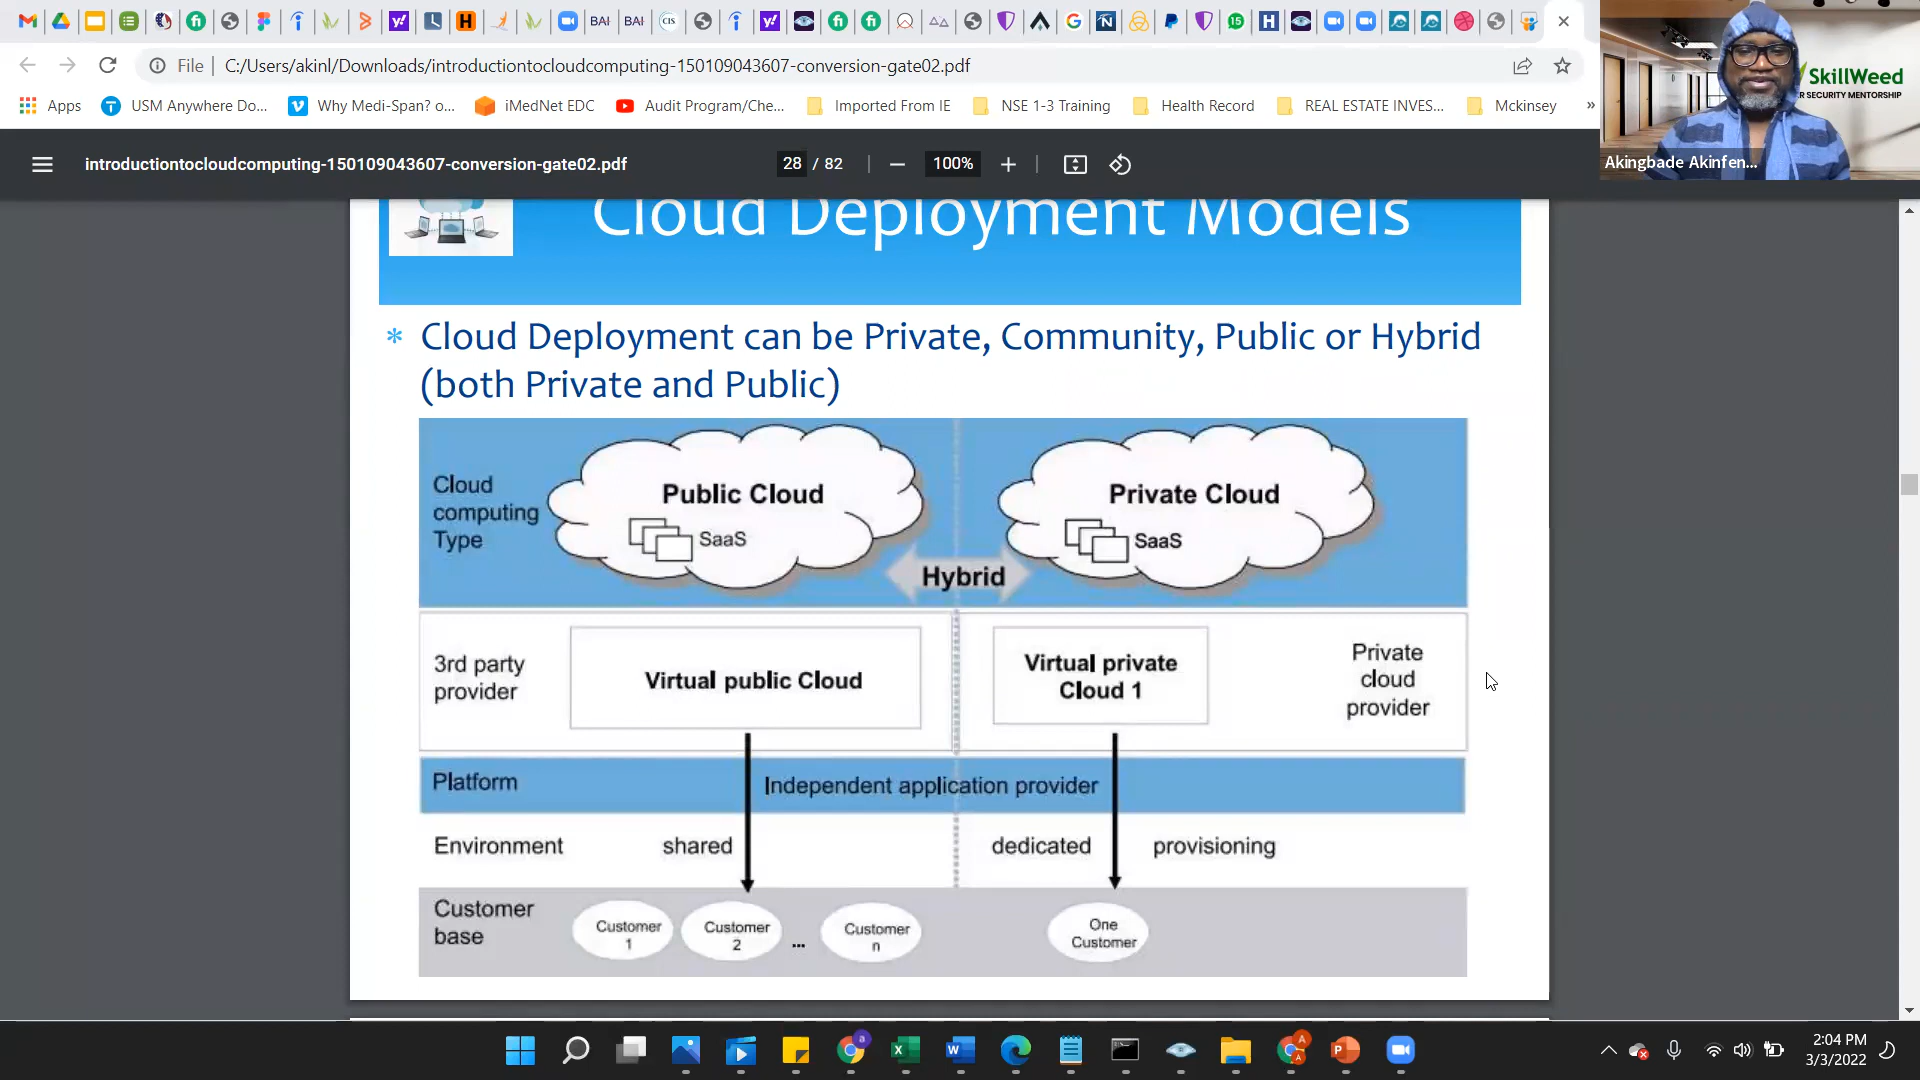 BAI
BAI
CIS
15
File
C:/Users/akinl/Downloads/introductiontocloudcomputing-150109043607-conversion-gate02.pdf
Apps
USM Anywhere Do...
Why Medi-Span? o...
iMedNet EDC
Audit Program/Che...
Imported From IE
NSE 1-3 Training
Health Record
REAL ESTATE INVES...
Mckinsey
»
SkillWeed
R SECURITY MENTORSHIP
Akingbade Akinfen...
introductiontocloudcomputing-150109043607-conversion-gate02.pdf
28 / 82
100%
Cloud Deployment Models
* Cloud Deployment can be Private, Community, Public or Hybrid
(both Private and Public)
Cloud
computing
Type
Public Cloud
SaaS
Hybrid
Private Cloud
SaaS
3rd party
provider
Virtual public Cloud
Virtual private
Cloud 1
Private
cloud
provider
Platform
Independent application provider
Environment
shared
dedicated
provisioning
Customer
base
Customer
1
Customer
2
...
Customer
n
One
Customer
2:04 PM
3/3/2022